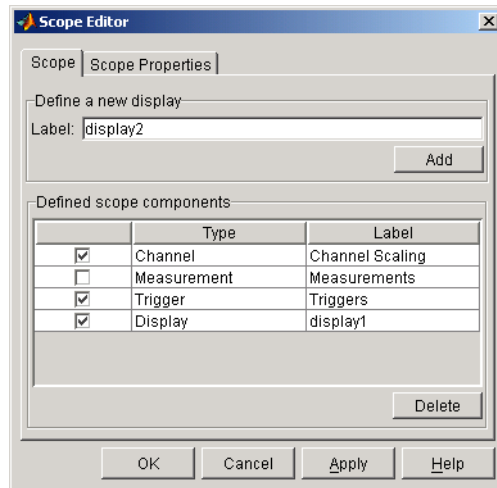 Scope Editor
Scope Scope Properties
Define a new display
Label: display2
Add
Defined scope components
Type Label
Channel Channel Scaling
Measurement Measurements
Trigger Triggers
Display display1
Delete
OK Cancel Apply Help